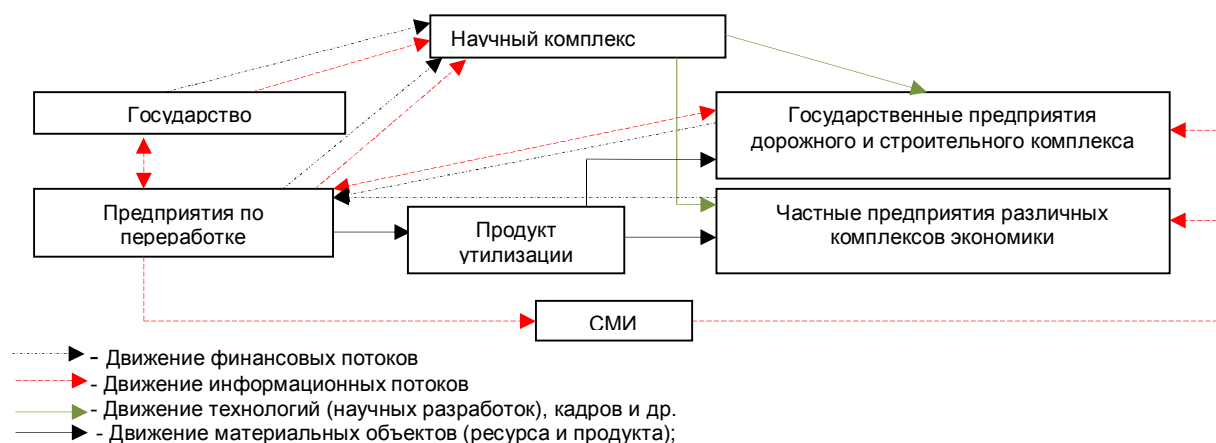 Научный комплекс
Государство
Государственные предприятия
дорожного и строительного комплекса
Предприятия по
переработке
Продукт
утилизации
Частные предприятия различных
комплексов экономики
СМИ
- Движение финансовых потоков
- Движение информационных потоков
- Движение технологий (научных разработок), кадров и др.
- Движение материальных объектов (ресурса и продукта);